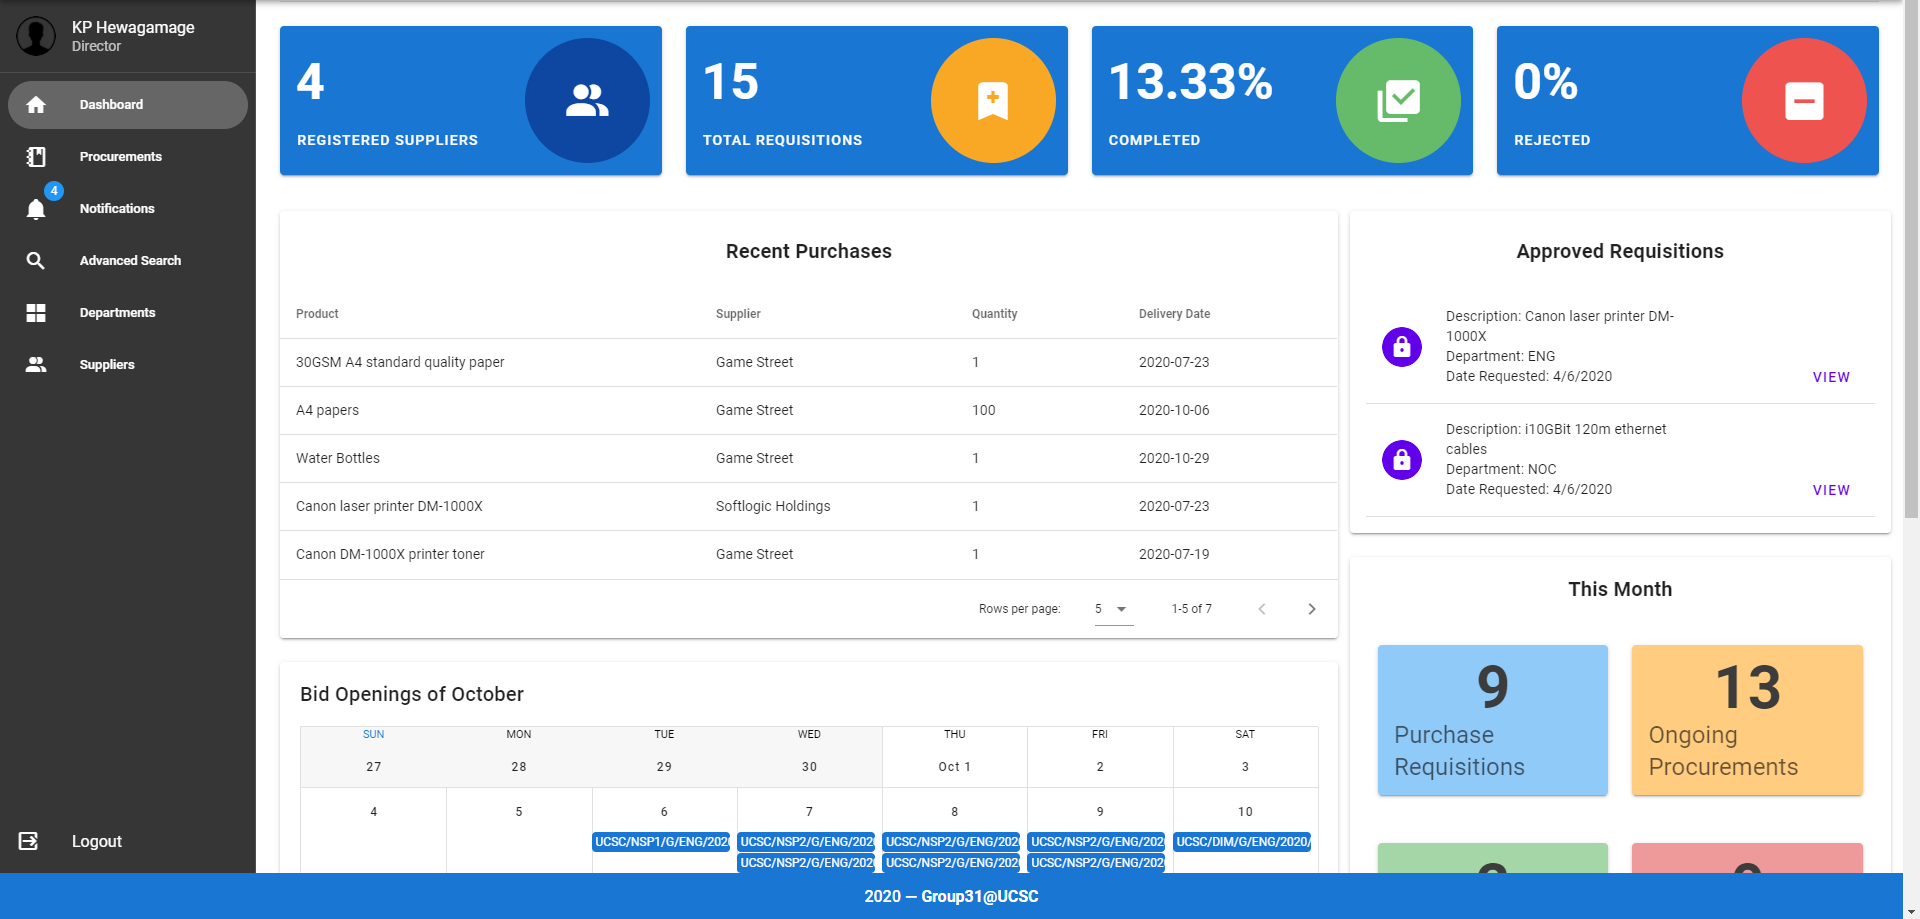 KP Hewagamage
Director
Dashboard
Procurements
4
Notifications
Advanced Search
Departments
Suppliers
Logout
4
REGISTERED SUPPLIERS
15
TOTAL REQUISITIONS
13.33%
COMPLETED
0%
REJECTED
Recent Purchases
Product Supplier Quantity Delivery Date
30GSM A4 standard quality paper Game Street 1 2020-07-23
A4 papers Game Street 100 2020-10-06
Water Bottles Game Street 1 2020-10-29
Canon laser printer DM-1000X Softlogic Holdings 1 2020-07-23
Canon DM-1000X printer toner Game Street 1 2020-07-19
Rows per page: 5 1-5 of 7
Approved Requisitions
Description: Canon laser printer DM-
1000X
Department: ENG
Date Requested: 4/6/2020
VIEW
Description: i10GBit 120m ethernet
cables
Department: NOC
Date Requested: 4/6/2020
VIEW
This Month
9
Purchase
Requisitions
13
Ongoing
Procurements
Bid Openings of October
SUN MON TUE WED THU FRI SAT
27 28 29 30 Oct 1 2 3
4 5 6 7 8 9 10
UCSC/NSP1/G/ENG/202 UCSC/NSP2/G/ENG/202 UCSC/NSP2/G/ENG/202 UCSC/NSP2/G/ENG/202 UCSC/DIM/G/ENG/2020/
UCSC/NSP2/G/ENG/202 UCSC/NSP2/G/ENG/202 UCSC/NSP2/G/ENG/202
2020 — Group31@UCSC